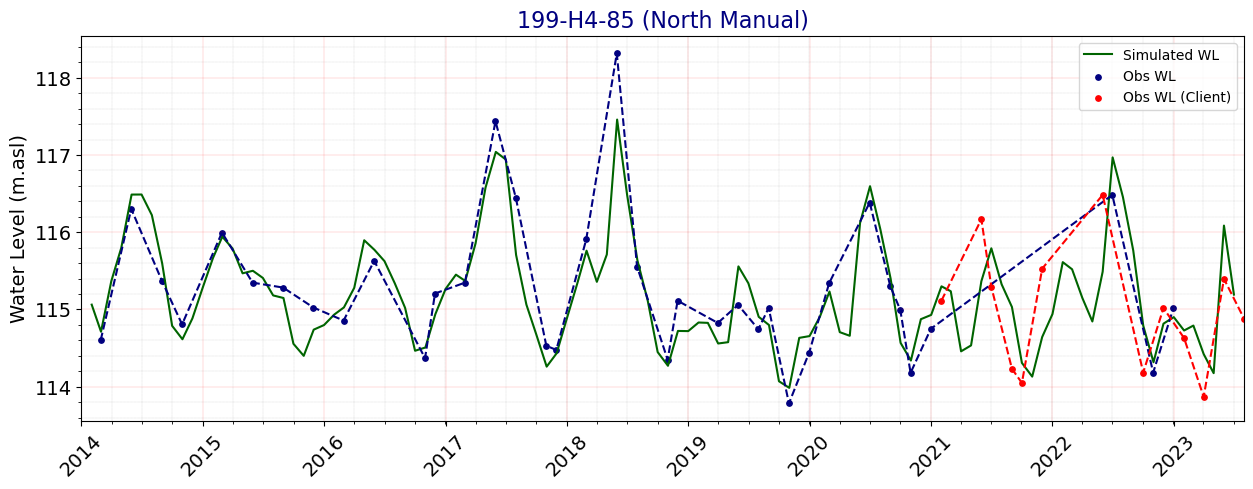 199-H4-85 (North Manual)
Water Level (m.asl)
118
117
116
115
114
Simulated WL
Obs WL
Obs WL (Client)
2014 2015 2016 2017 2018 2019 2020 2021 2022 2023